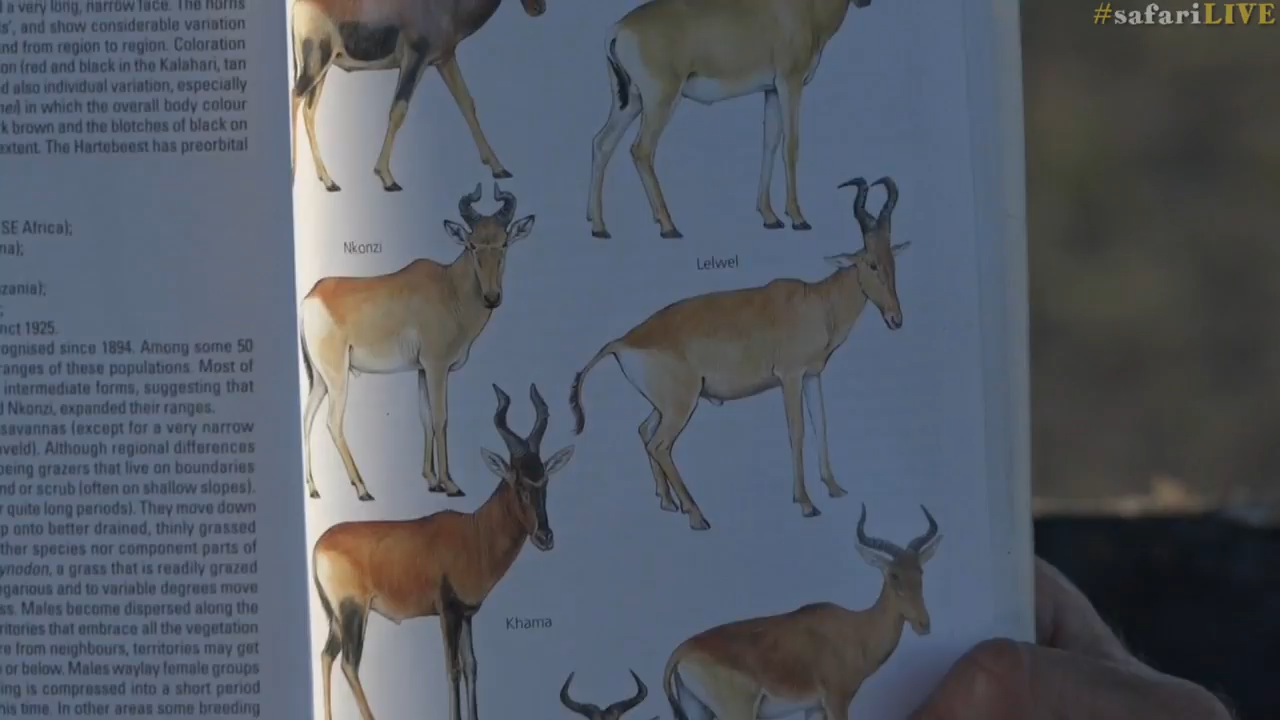 #safariLIVE
a very long, narrow face. The horns
s', and show considerable variation
nd from region to region. Coloration
on (red and black in the Kalahari, tan
d also individual variation, especially
nei) in which the overall body colour
k brown and the blotches of black on
extent. The Hartebeest has preorbital
SE Africa);
na);
zania);
;
nct 1925.
ognised since 1894. Among some 50
ranges of these populations. Most of
intermediate forms, suggesting that
d Nkonzi, expanded their ranges.
savannas (except for a very narrow
veld). Although regional differences
being grazers that live on boundaries
nd or scrub (often on shallow slopes).
r quite long periods). They move down
p onto better drained, thinly grassed
ther species nor component parts of
ynodon, a grass that is readily grazed
egarious and to variable degrees move
ss. Males become dispersed along the
rritories that embrace all the vegetation
re from neighbours, territories may get
or below. Males waylay female groups
ing is compressed into a short period
his time. In other areas some breeding
Nkonzi
Lelwel
Khama